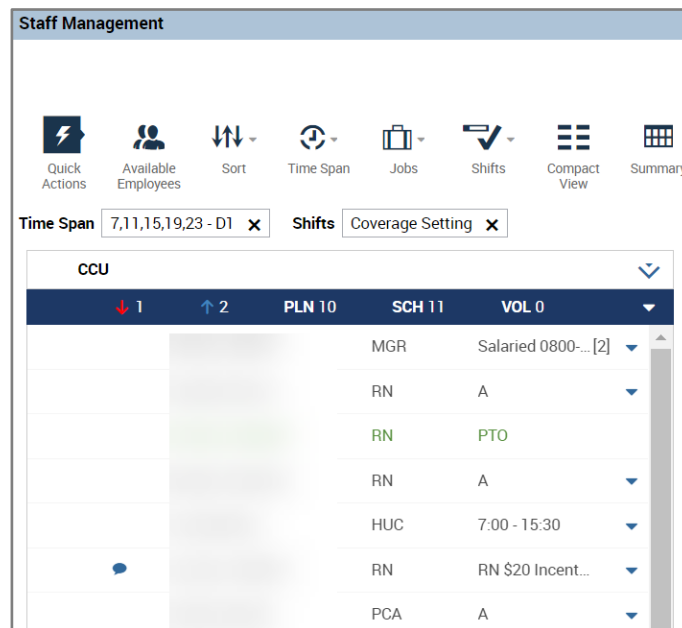 Staff Management
Quick Actions
Available Employees
Sort
Time Span
Jobs
Shifts
Compact View
Summary
Time Span 7,11,15,19,23 - D1 Shifts Coverage Setting
CCU
1 2 PLN 10 SCH 11 VOL 0
MGR Salaried 0800-... [2]
RN A
RN PTO
RN A
HUC 7:00 - 15:30
RN RN $20 Incent...
PCA A